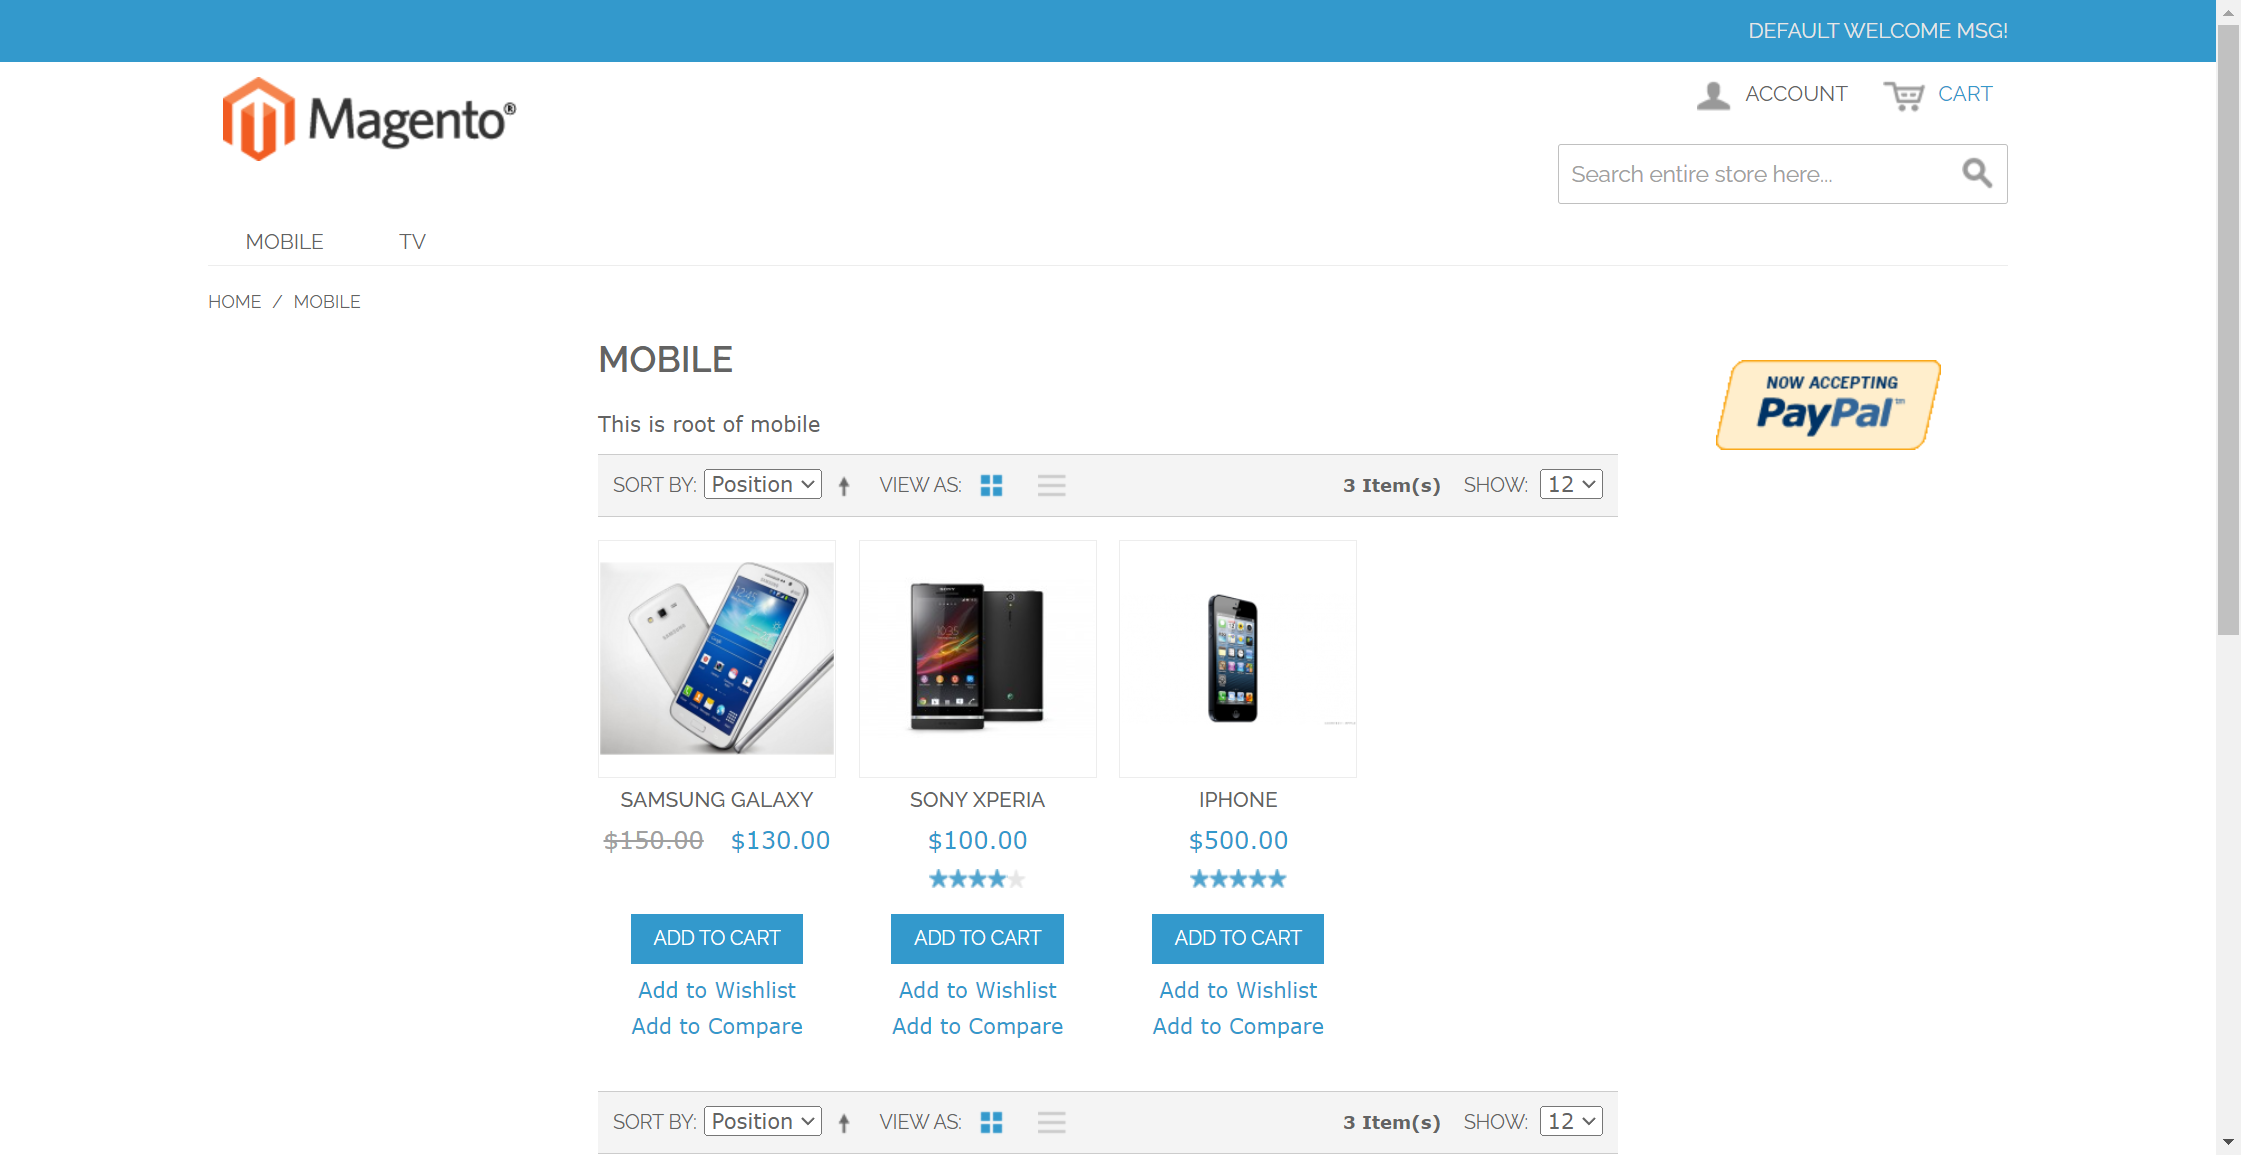 DEFAULT WELCOME MSG!
Magento®
ACCOUNT
CART
Search entire store here...
MOBILE
TV
HOME / MOBILE
MOBILE
NOW ACCEPTING
PayPal™
This is root of mobile
SORT BY: Position VIEW AS: 3 Item(s) SHOW: 12
SAMSUNG GALAXY
$150.00 $130.00
ADD TO CART
Add to Wishlist
Add to Compare
SONY XPERIA
$100.00
ADD TO CART
Add to Wishlist
Add to Compare
IPHONE
$500.00
ADD TO CART
Add to Wishlist
Add to Compare
SORT BY: Position VIEW AS: 3 Item(s) SHOW: 12